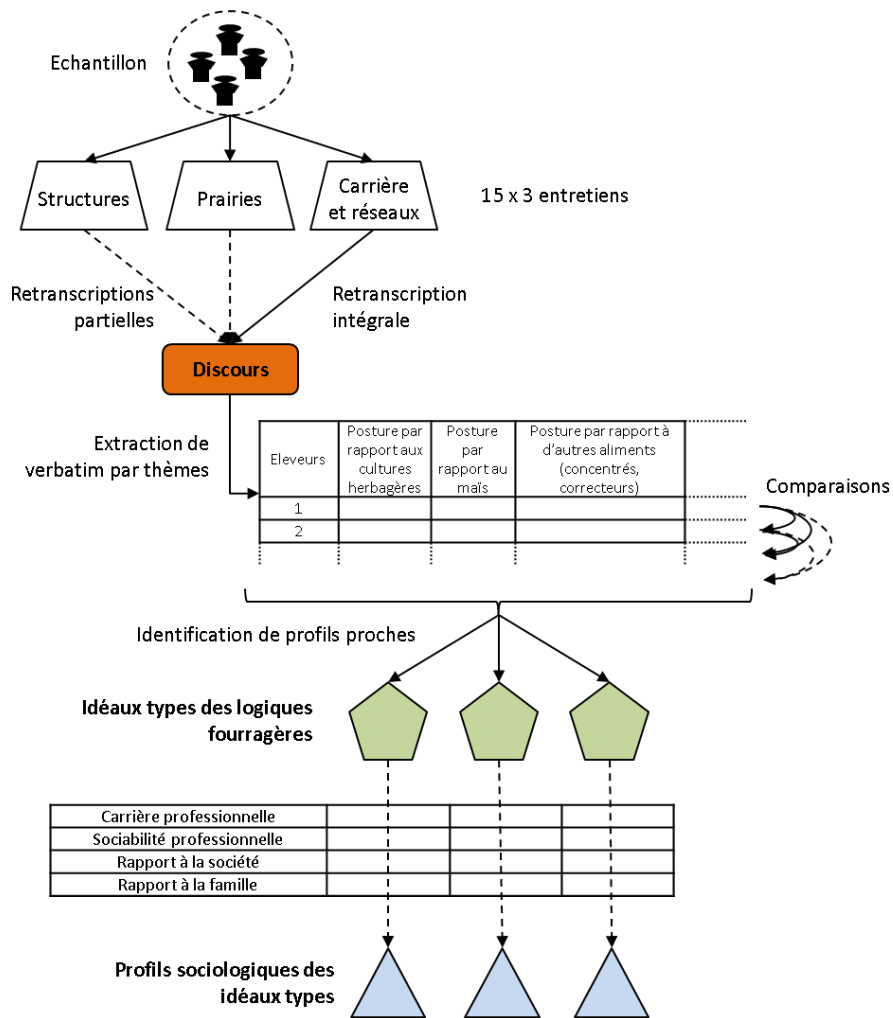 Echantillon
Structures
Prairies
Carrière
et réseaux
15 x 3 entretiens
Retranscriptions
partielles
Retranscription
intégrale
Discours
Extraction de
verbatim par thèmes
Eleveurs
Posture par
rapport aux
cultures
herbagères
Posture
par
rapport au
maïs
Posture par rapport à
d'autres aliments
(concentrés,
correcteurs)
1
2
Comparaisons
Identification de profils proches
Idéaux types des logiques
fourragères
Carrière professionnelle
Sociabilité professionnelle
Rapport à la société
Rapport à la famille
Profils sociologiques des
idéaux types